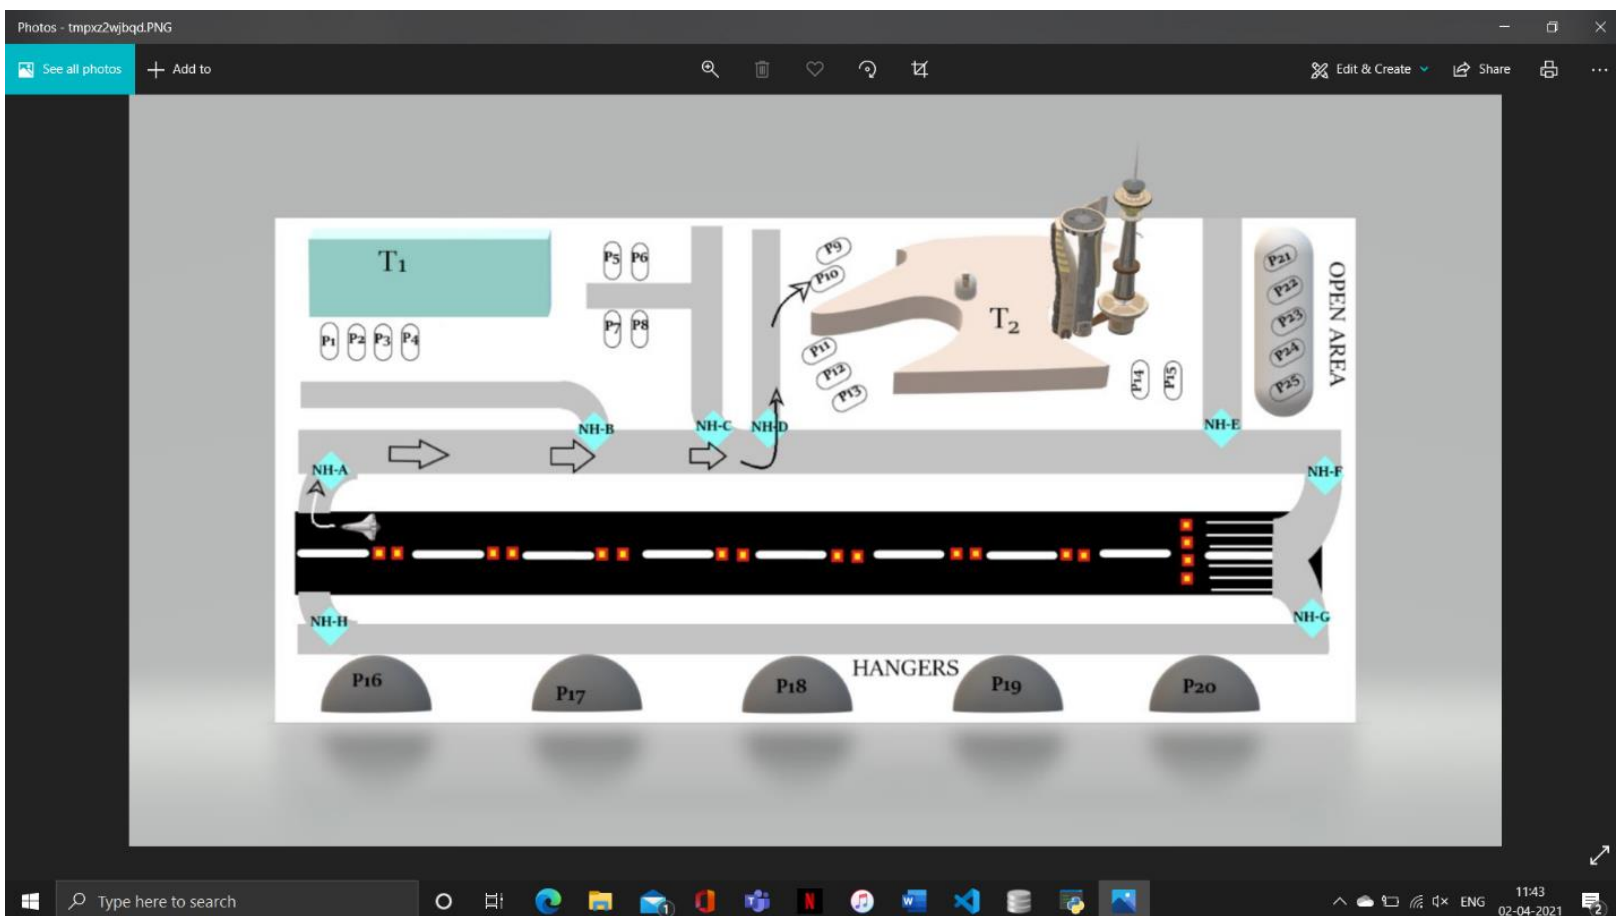 Photos - tmpxz2wjbqd.PNG
See all photos
Add to
Edit & Create
Share
T1
P1 P2 P3 P4
P5 P6
P7 P8
P9
P10
P11
P12
P13
T2
P14 P15
P21
P22
P23
P24
P25
OPEN AREA
NH-B
NH-C
NH-D
NH-E
NH-A
NH-F
NH-H
NH-G
HANGERS
P16
P17
P18
P19
P20
Type here to search
1
N
W
ENG
11:43
02-04-2021
2